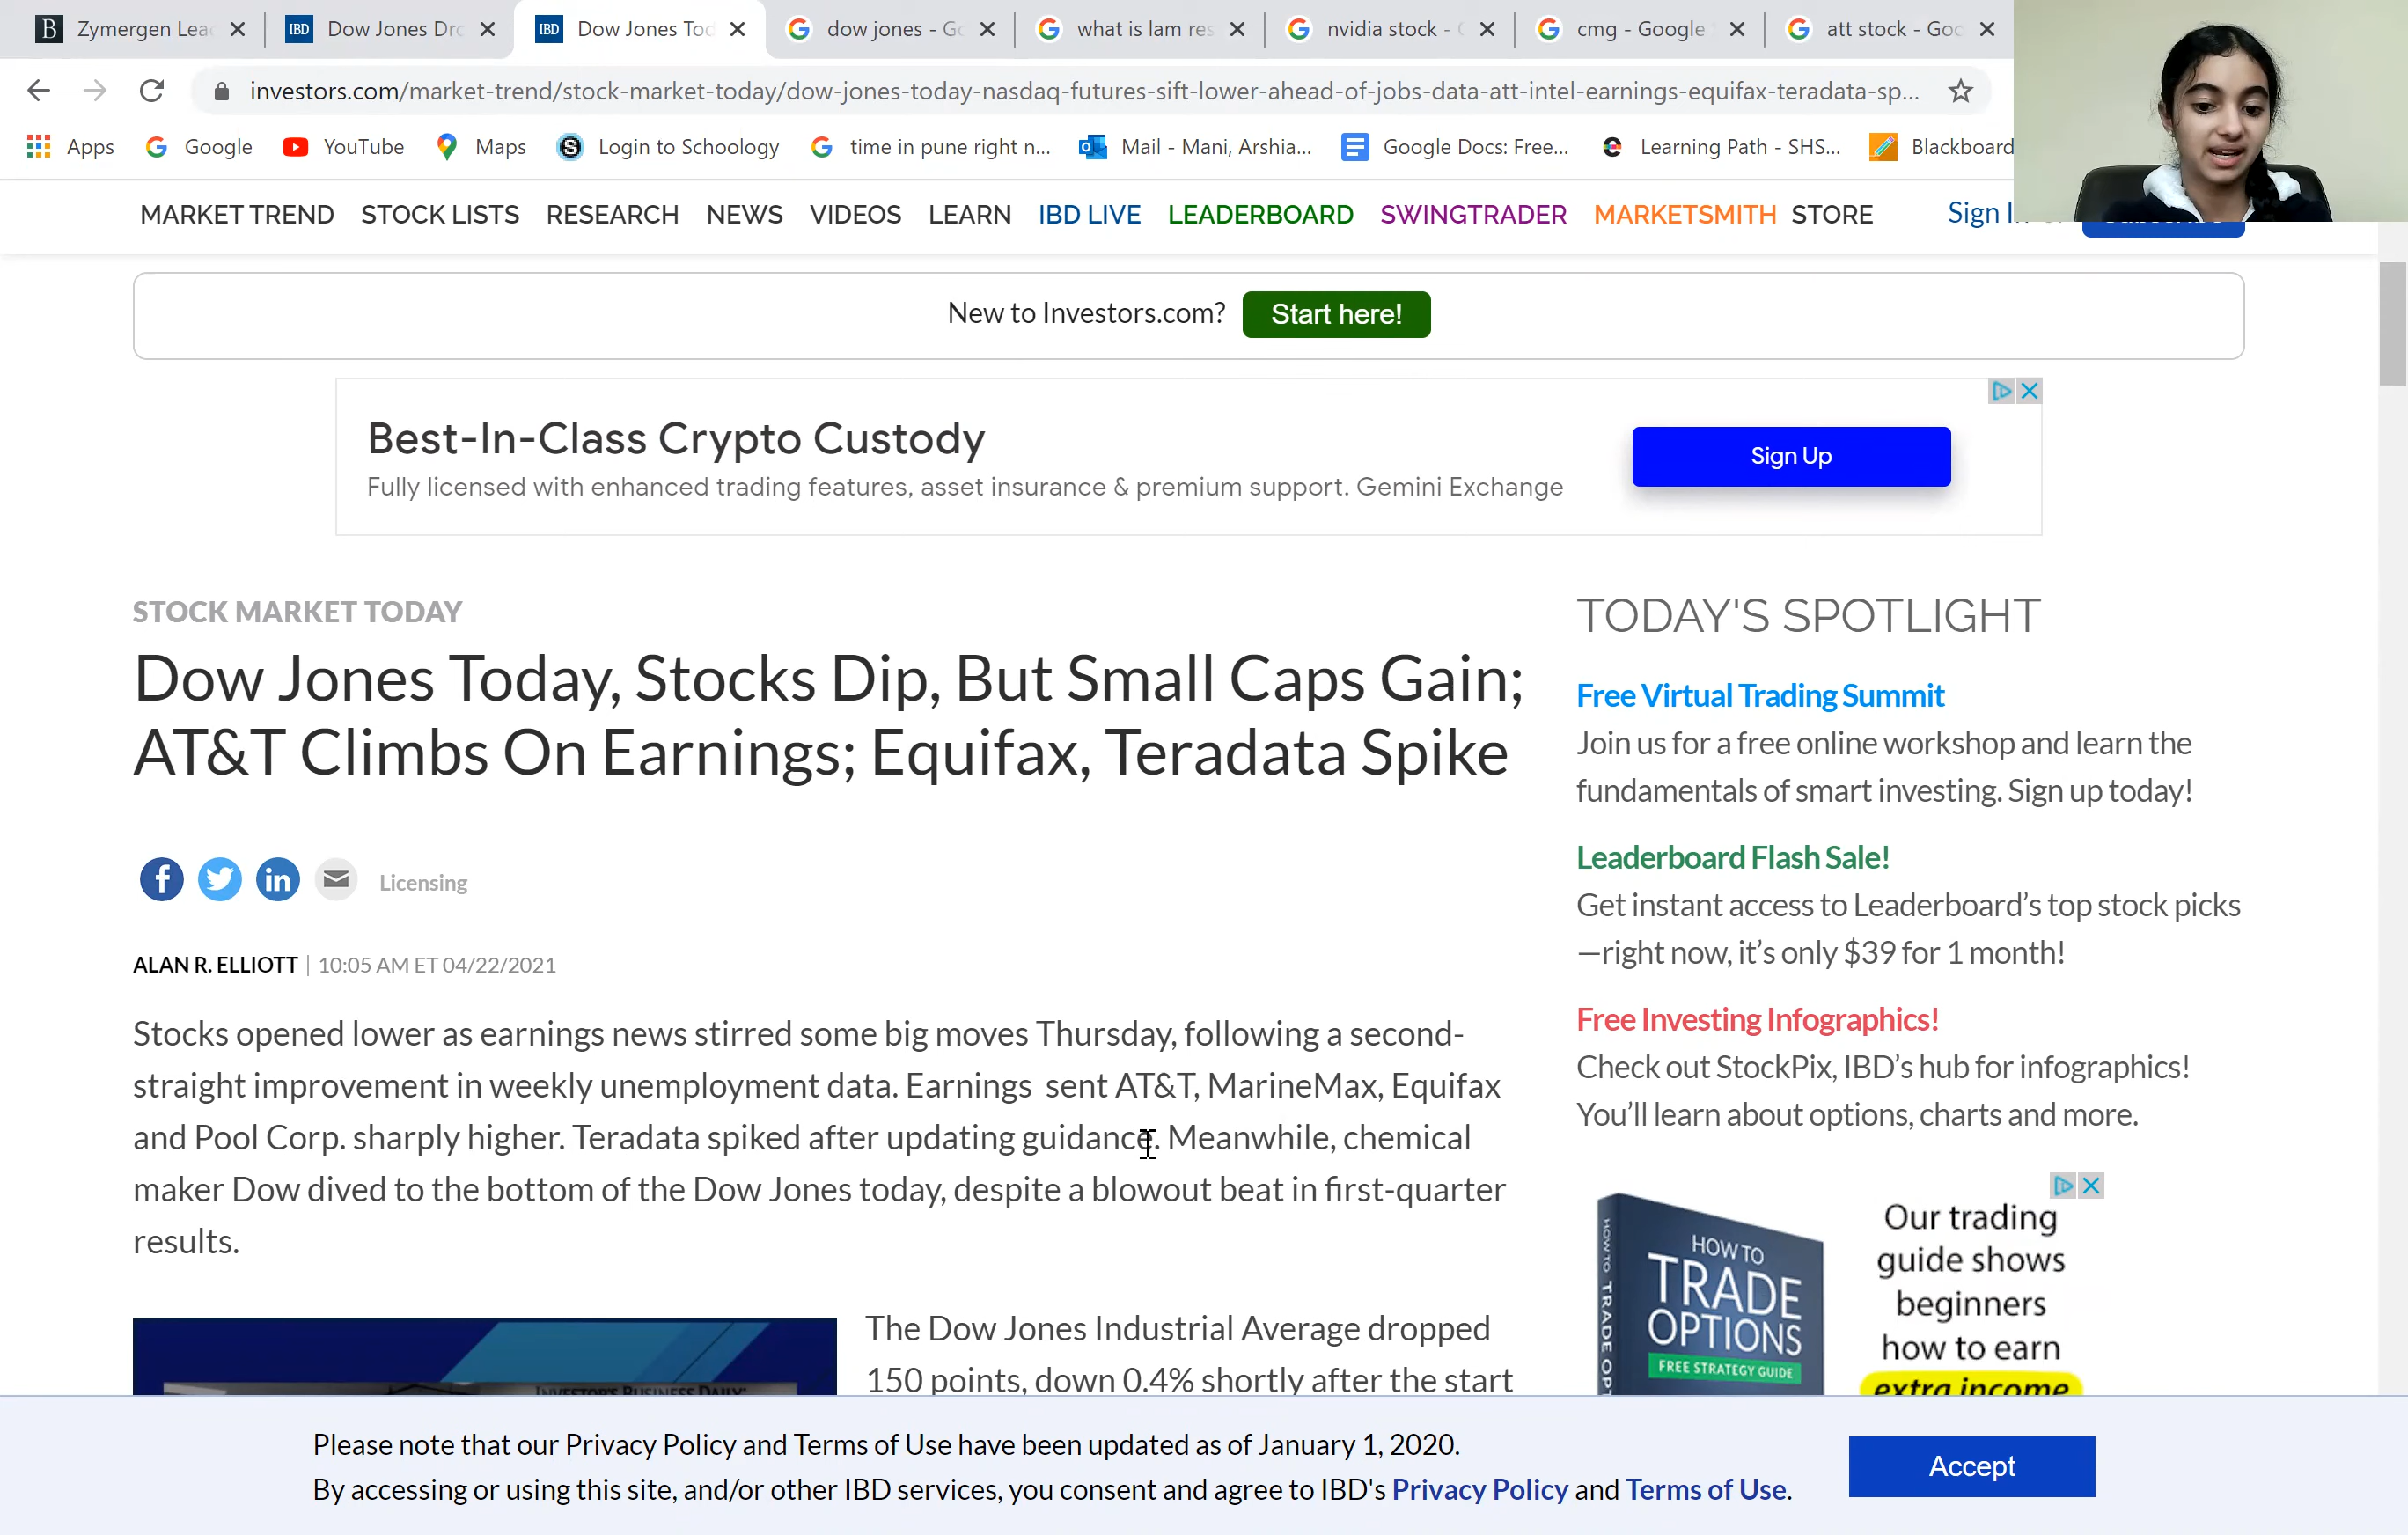 Zymergen Lea
Dow Jones Dro
Dow Jones Tod
dow jones - Go
what is lam res
nvidia stock - G
cmg - Google
att stock - Goo
investors.com/market-trend/stock-market-today/dow-jones-today-nasdaq-futures-sift-lower-ahead-of-jobs-data-att-intel-earnings-equifax-teradata-sp...
Apps
Google
YouTube
Maps
Login to Schoology
time in pune right n...
Mail - Mani, Arshia...
Google Docs: Free...
Learning Path - SHS...
Blackboard
MARKET TREND STOCK LISTS RESEARCH NEWS VIDEOS LEARN IBD LIVE LEADERBOARD SWINGTRADER MARKETSMITH STORE
Sign
New to Investors.com? Start here!
Best-In-Class Crypto Custody
Fully licensed with enhanced trading features, asset insurance & premium support. Gemini Exchange
Sign Up
STOCK MARKET TODAY
Dow Jones Today, Stocks Dip, But Small Caps Gain;
AT&T Climbs On Earnings; Equifax, Teradata Spike
Licensing
ALAN R. ELLIOTT | 10:05 AM ET 04/22/2021
Stocks opened lower as earnings news stirred some big moves Thursday, following a second-
straight improvement in weekly unemployment data. Earnings sent AT&T, MarineMax, Equifax
and Pool Corp. sharply higher. Teradata spiked after updating guidance. Meanwhile, chemical
maker Dow dived to the bottom of the Dow Jones today, despite a blowout beat in first-quarter
results.
The Dow Jones Industrial Average dropped
150 points, down 0.4% shortly after the start
INVESTOR'S BUSINESS DAILY
TODAY'S SPOTLIGHT
Free Virtual Trading Summit
Join us for a free online workshop and learn the
fundamentals of smart investing. Sign up today!
Leaderboard Flash Sale!
Get instant access to Leaderboard's top stock picks
—right now, it's only $39 for 1 month!
Free Investing Infographics!
Check out StockPix, IBD's hub for infographics!
You'll learn about options, charts and more.
HOW TO
TRADE
OPTIONS
FREE STRATEGY GUIDE
HOW TO TRADE OPT
Our trading
guide shows
beginners
how to earn
extra income
Please note that our Privacy Policy and Terms of Use have been updated as of January 1, 2020.
By accessing or using this site, and/or other IBD services, you consent and agree to IBD's Privacy Policy and Terms of Use.
Accept